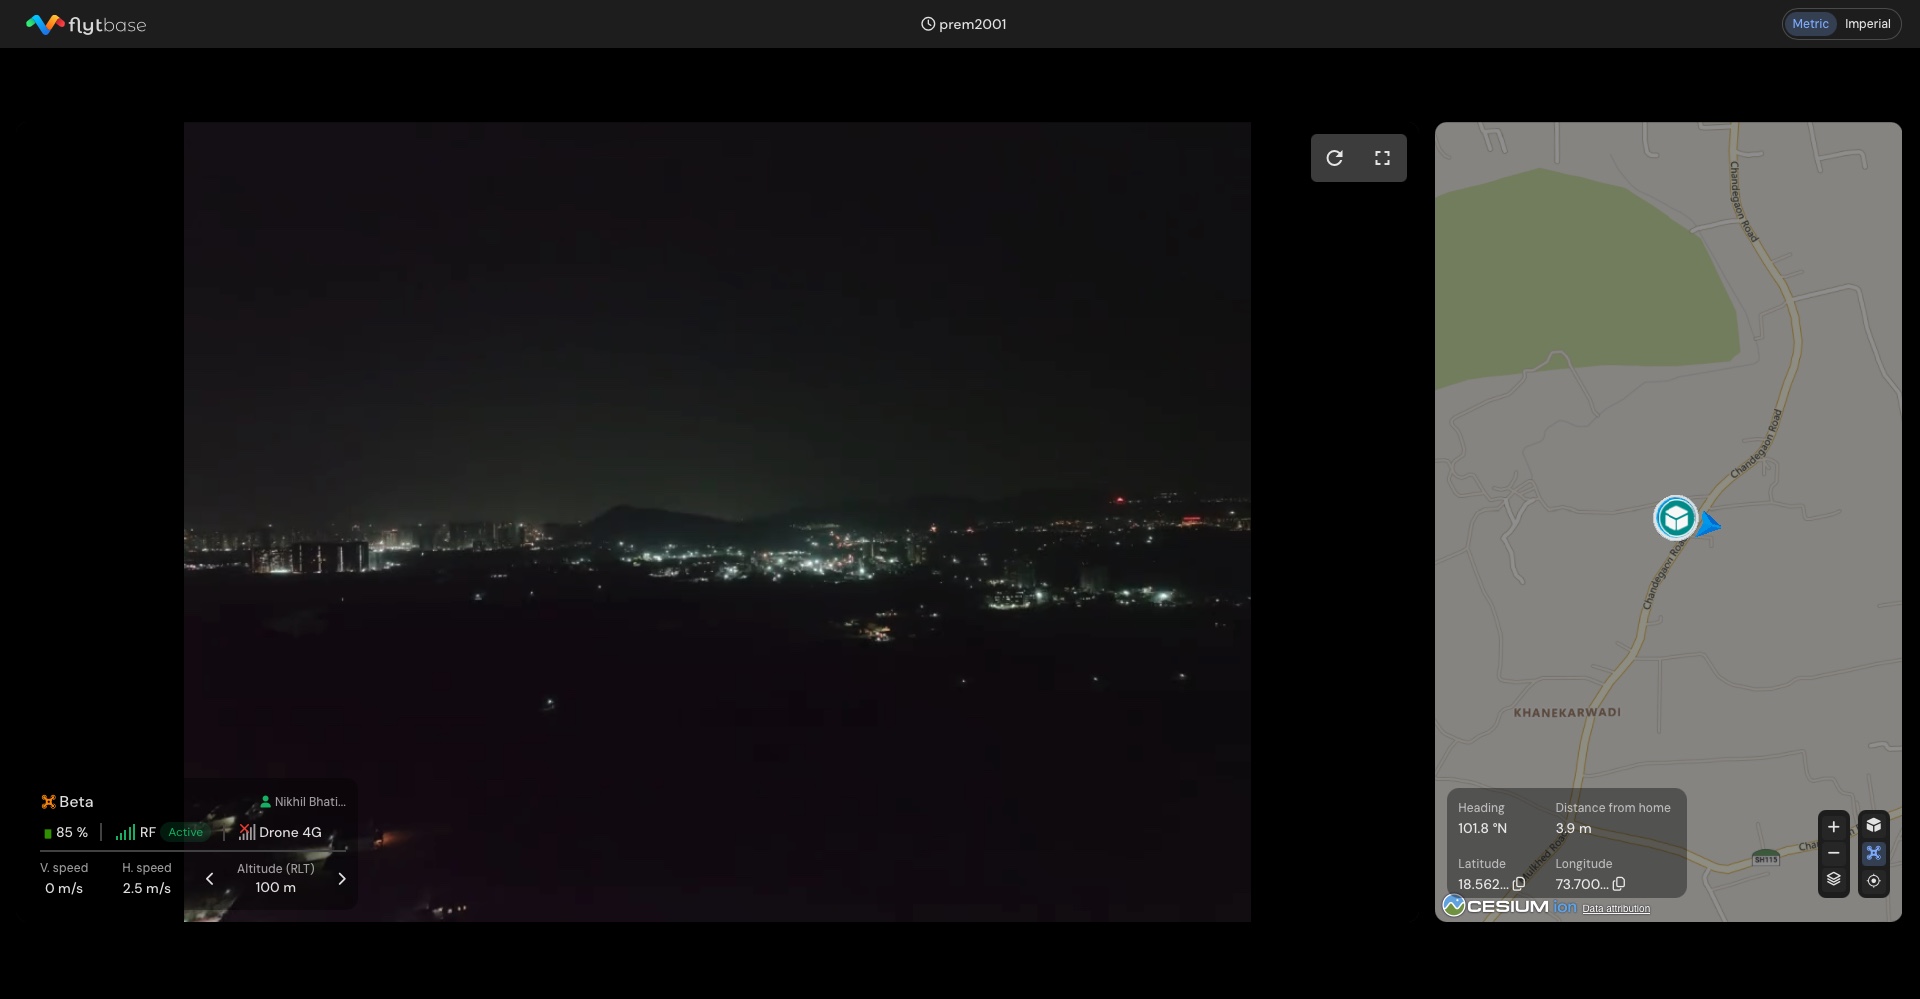 flytbase
prem2001
Metric Imperial
Chandegaon Road
Chandegaon Road
Chandegaon Road
KHANEKARWADI
Beta
Nikhil Bhati...
85 %
RF Active
Drone 4G
V. speed
0 m/s
H. speed
2.5 m/s
Altitude (RLT)
100 m
Heading
101.8 °N
Distance from home
3.9 m
Latitude
18.562...
Longitude
73.700...
SH115
CESIUM ion Data attribution